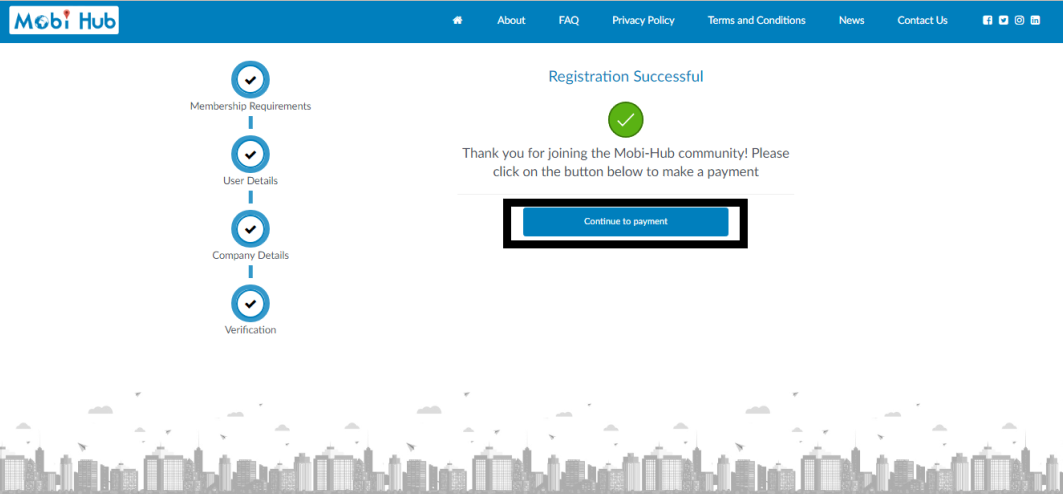 Mobi Hub
About
FAQ
Privacy Policy
Terms and Conditions
News
Contact Us
Membership Requirements
User Details
Company Details
Verification
Registration Successful
Thank you for joining the Mobi-Hub community! Please
click on the button below to make a payment
Continue to payment